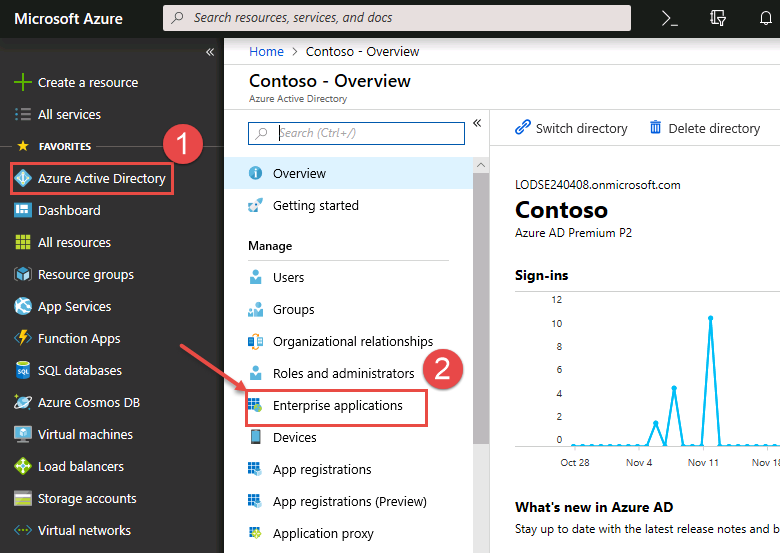 Microsoft Azure
Search resources, services, and docs
Create a resource
All services
FAVORITES
1
Azure Active Directory
Dashboard
All resources
Resource groups
App Services
Function Apps
SQL databases
Azure Cosmos DB
Virtual machines
Load balancers
Storage accounts
Virtual networks
Home > Contoso - Overview
Contoso - Overview
Azure Active Directory
Search (Ctrl+/)
Overview
Getting started
Manage
Users
Groups
Organizational relationships
Roles and administrators
2
Enterprise applications
Devices
App registrations
App registrations (Preview)
Application proxy
Switch directory
Delete directory
LODSE240408.onmicrosoft.com
Contoso
Azure AD Premium P2
Sign-ins
12
10
8
6
4
2
0
Oct 28 Nov 4 Nov 11 Nov 18
What's new in Azure AD
Stay up to date with the latest release notes and b